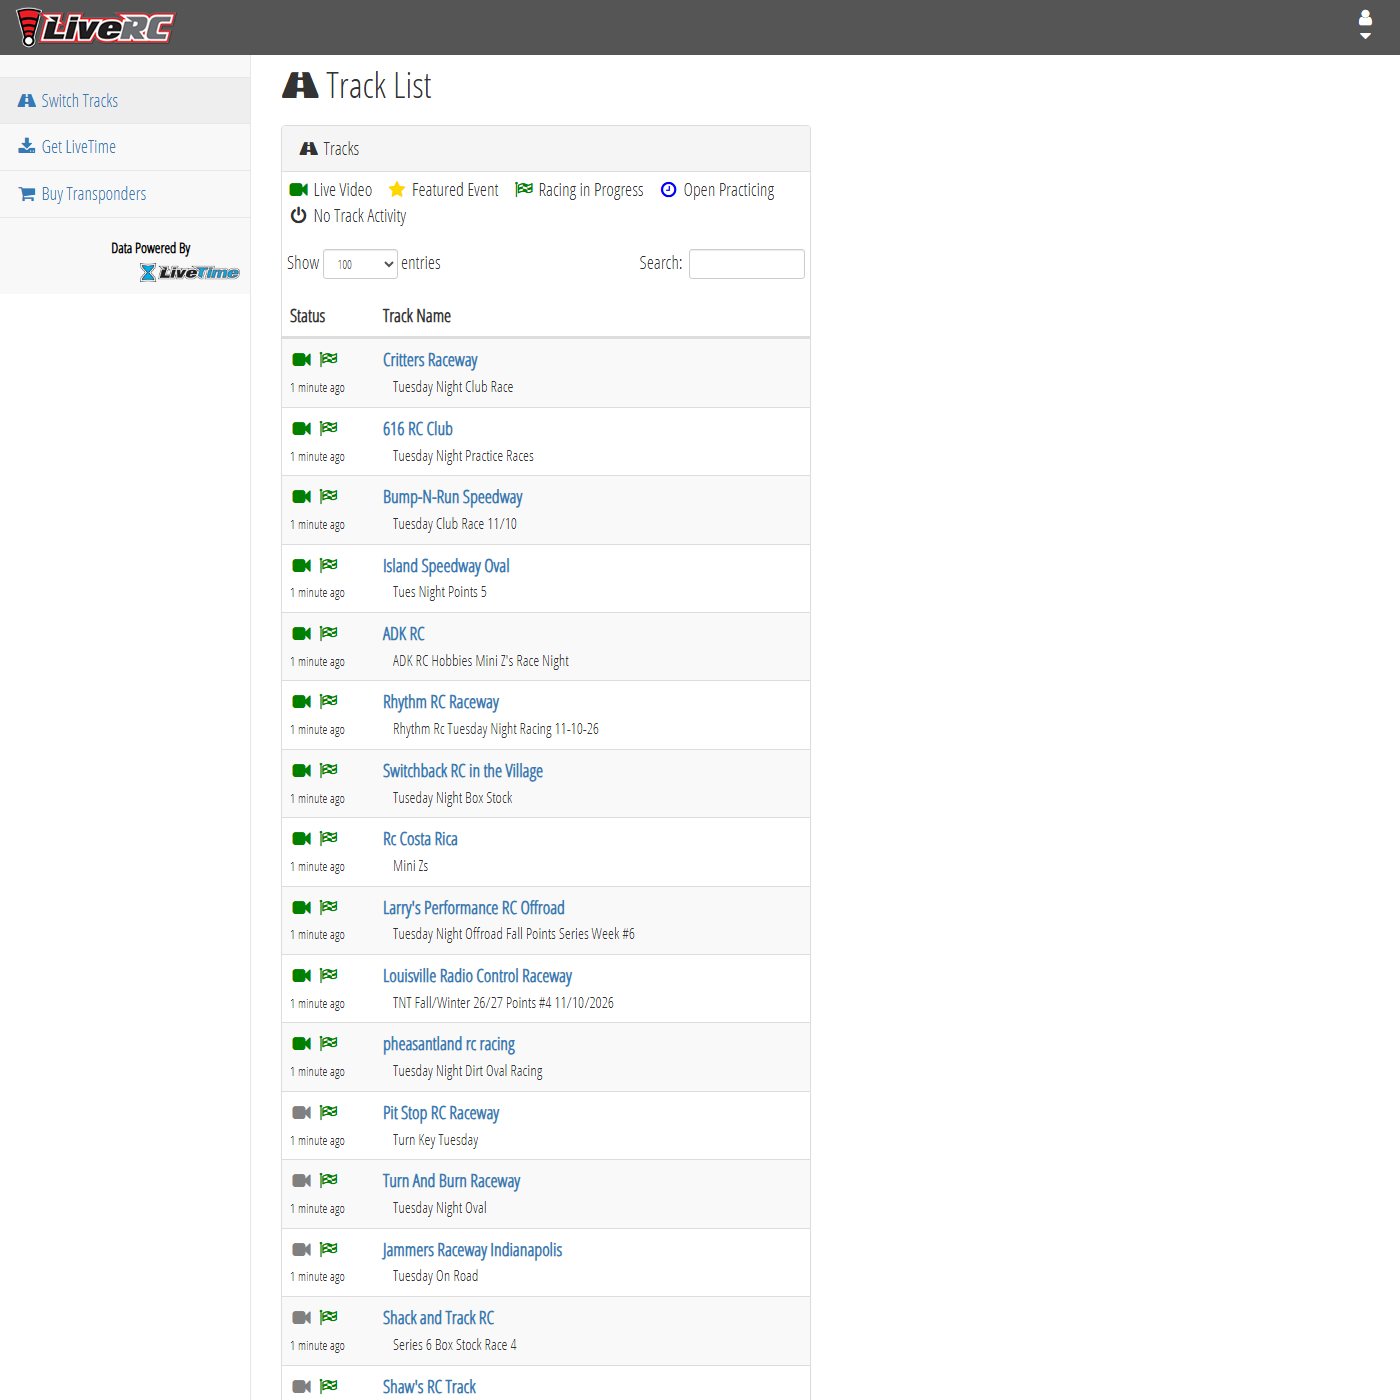 LiveRC
Switch Tracks
Get LiveTime
Buy Transponders
Data Powered By
LiveTime
Track List
Tracks
Live Video Featured Event Racing in Progress Open Practicing
No Track Activity
Show 100 entries Search:
Status Track Name
Critters Raceway
1 minute ago Tuesday Night Club Race
616 RC Club
1 minute ago Tuesday Night Practice Races
Bump-N-Run Speedway
1 minute ago Tuesday Club Race 11/10
Island Speedway Oval
1 minute ago Tues Night Points 5
ADK RC
1 minute ago ADK RC Hobbies Mini Z's Race Night
Rhythm RC Raceway
1 minute ago Rhythm Rc Tuesday Night Racing 11-10-26
Switchback RC in the Village
1 minute ago Tuseday Night Box Stock
Rc Costa Rica
1 minute ago Mini Zs
Larry's Performance RC Offroad
1 minute ago Tuesday Night Offroad Fall Points Series Week #6
Louisville Radio Control Raceway
1 minute ago TNT Fall/Winter 26/27 Points #4 11/10/2026
pheasantland rc racing
1 minute ago Tuesday Night Dirt Oval Racing
Pit Stop RC Raceway
1 minute ago Turn Key Tuesday
Turn And Burn Raceway
1 minute ago Tuesday Night Oval
Jammers Raceway Indianapolis
1 minute ago Tuesday On Road
Shack and Track RC
1 minute ago Series 6 Box Stock Race 4
Shaw's RC Track